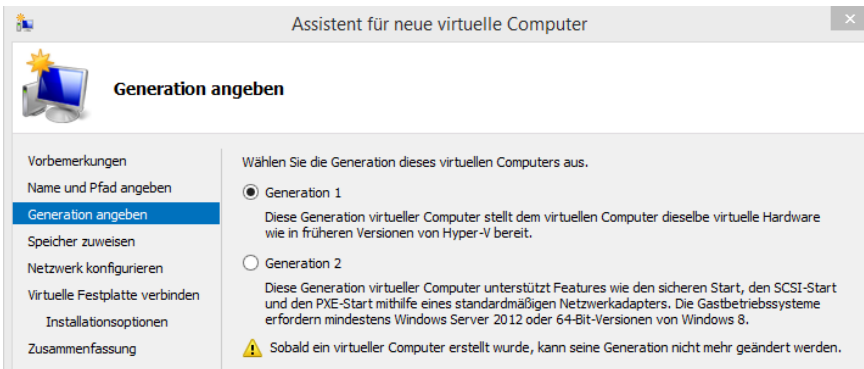 Assistent für neue virtuelle Computer
Generation angeben
Vorbemerkungen
Name und Pfad angeben
Generation angeben
Speicher zuweisen
Netzwerk konfigurieren
Virtuelle Festplatte verbinden
Installationsoptionen
Zusammenfassung
Wählen Sie die Generation dieses virtuellen Computers aus.
Generation 1
Diese Generation virtueller Computer stellt dem virtuellen Computer dieselbe virtuelle Hardware
wie in früheren Versionen von Hyper-V bereit.
Generation 2
Diese Generation virtueller Computer unterstützt Features wie den sicheren Start, den SCSI-Start
und den PXE-Start mithilfe eines standardmäßigen Netzwerkadapters. Die Gastbetriebssysteme
erfordern mindestens Windows Server 2012 oder 64-Bit-Versionen von Windows 8.
Sobald ein virtueller Computer erstellt wurde, kann seine Generation nicht mehr geändert werden.